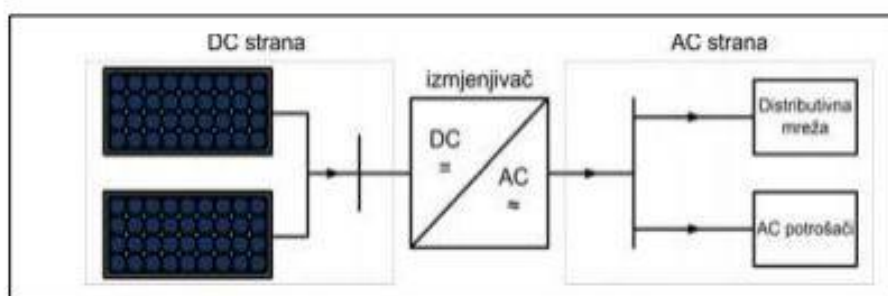 DC strana
AC strana
izmjenjivač
DC
=
AC
≈
Distributivna
mreža
AC potrošači